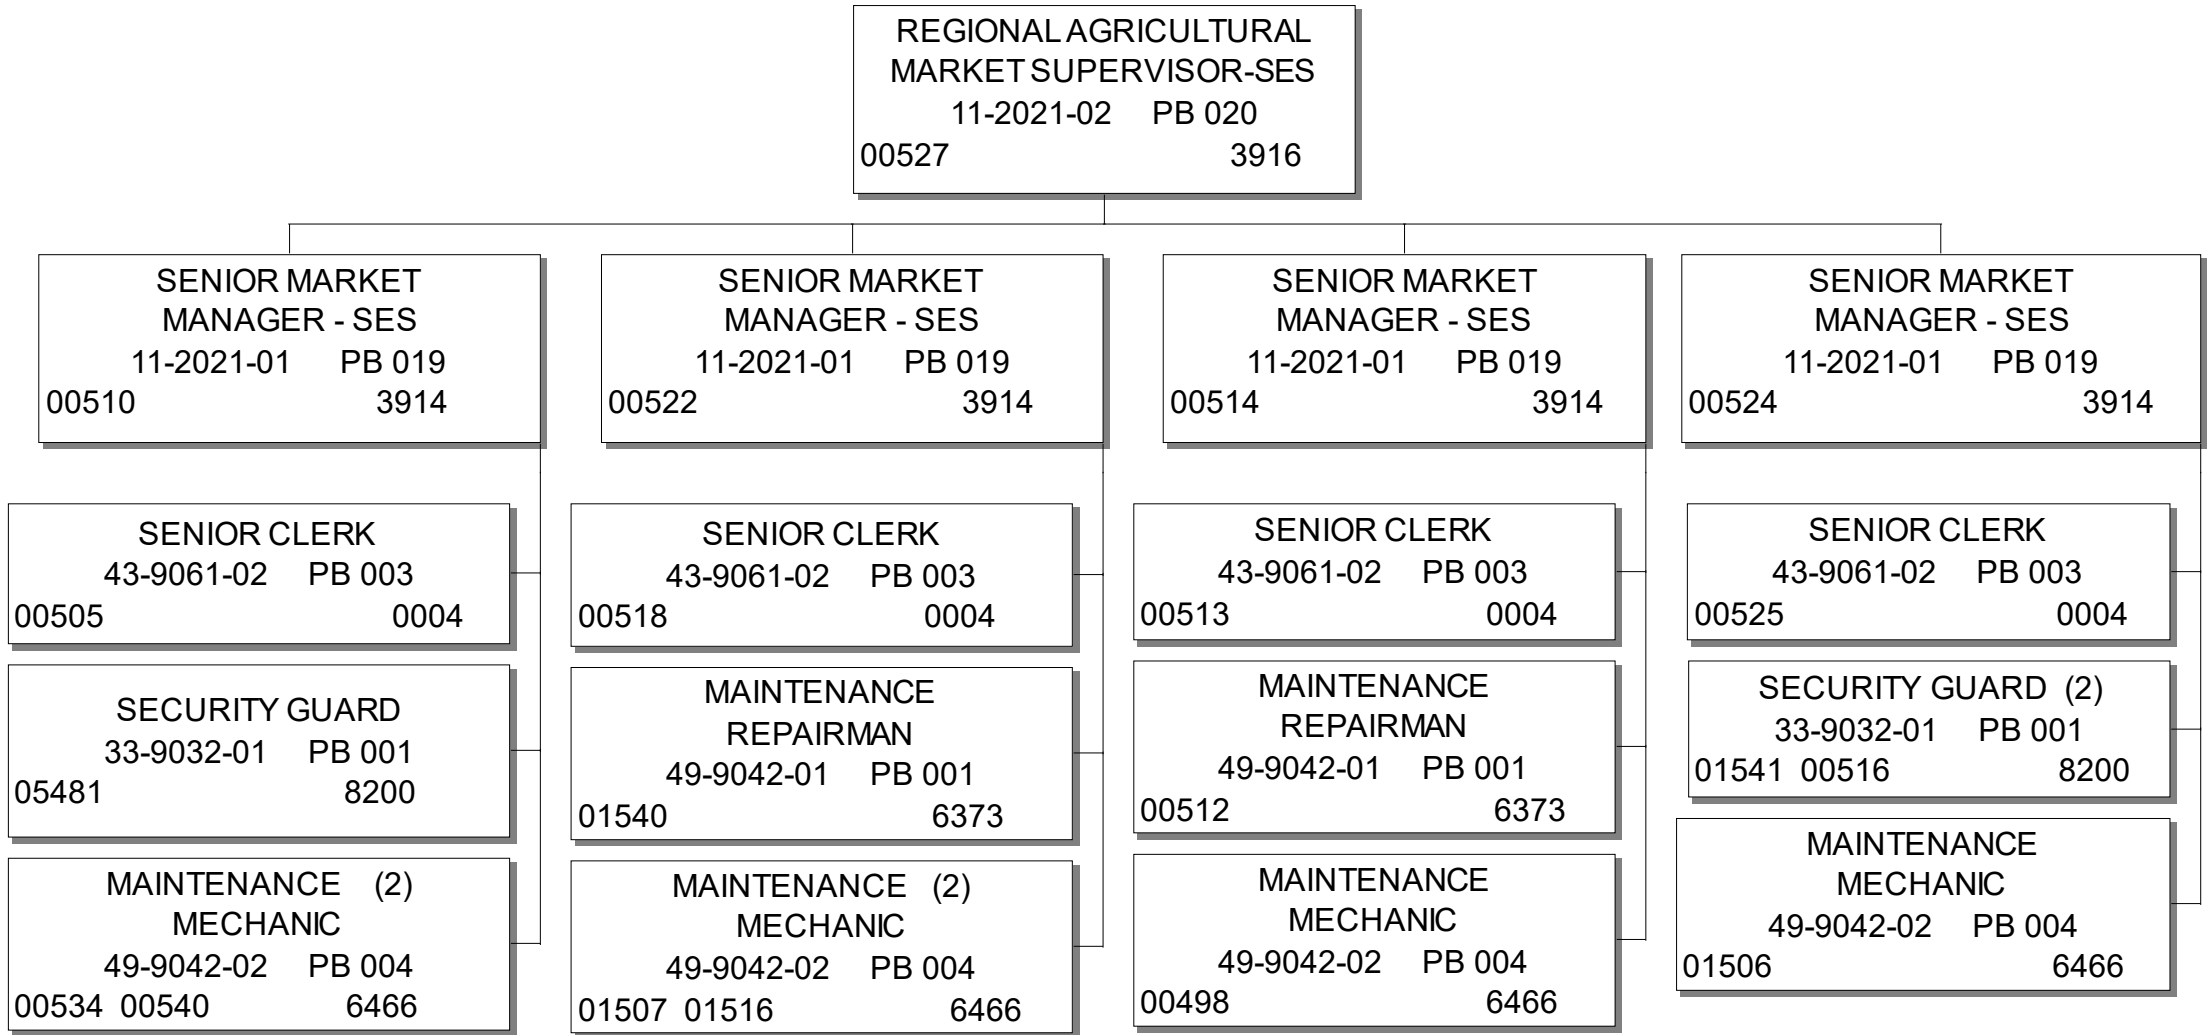 REGIONAL AGRICULTURAL
MARKET SUPERVISOR-SES
11-2021-02 PB 020
00527 3916
SENIOR MARKET
MANAGER - SES
11-2021-01 PB 019
00510 3914
SENIOR MARKET
MANAGER - SES
11-2021-01 PB 019
00522 3914
SENIOR MARKET
MANAGER - SES
11-2021-01 PB 019
00514 3914
SENIOR MARKET
MANAGER - SES
11-2021-01 PB 019
00524 3914
SENIOR CLERK
43-9061-02 PB 003
00505 0004
SECURITY GUARD
33-9032-01 PB 001
05481 8200
MAINTENANCE (2)
MECHANIC
49-9042-02 PB 004
00534 00540 6466
SENIOR CLERK
43-9061-02 PB 003
00518 0004
MAINTENANCE
REPAIRMAN
49-9042-01 PB 001
01540 6373
MAINTENANCE (2)
MECHANIC
49-9042-02 PB 004
01507 01516 6466
SENIOR CLERK
43-9061-02 PB 003
00513 0004
MAINTENANCE
REPAIRMAN
49-9042-01 PB 001
00512 6373
MAINTENANCE
MECHANIC
49-9042-02 PB 004
00498 6466
SENIOR CLERK
43-9061-02 PB 003
00525 0004
SECURITY GUARD (2)
33-9032-01 PB 001
01541 00516 8200
MAINTENANCE
MECHANIC
49-9042-02 PB 004
01506 6466